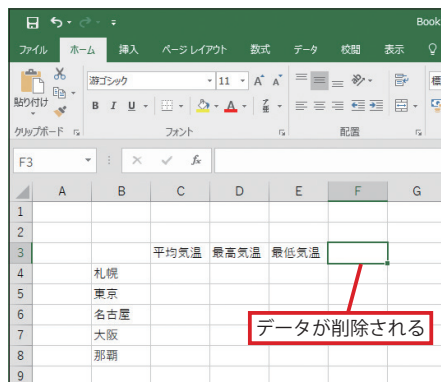 Book
ファイル ホーム 挿入 ページ レイアウト 数式 データ 校閲 表示
貼り付け 游ゴシック 11 A A 標
B I U A 亜
クリップボード フォント 配置
F3 fx
A B C D E F G
1
2
3 平均気温 最高気温 最低気温
4 札幌
5 東京
6 名古屋
7 大阪
8 那覇
9
データが削除される